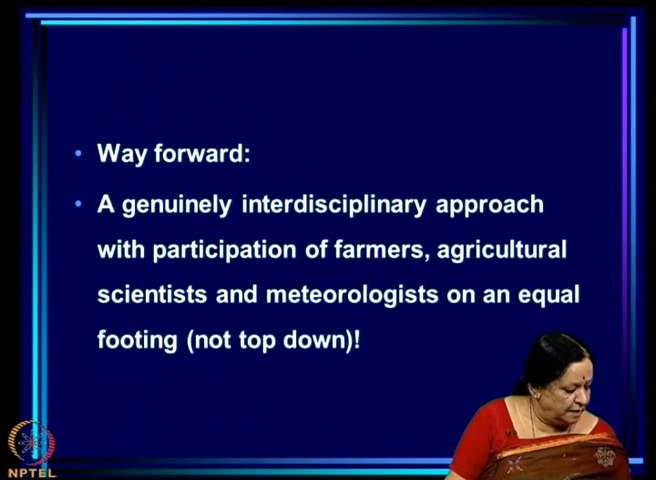 Way forward:
A genuinely interdisciplinary approach
with participation of farmers, agricultural
scientists and meteorologists on an equal
footing (not top down)!
NPTEL